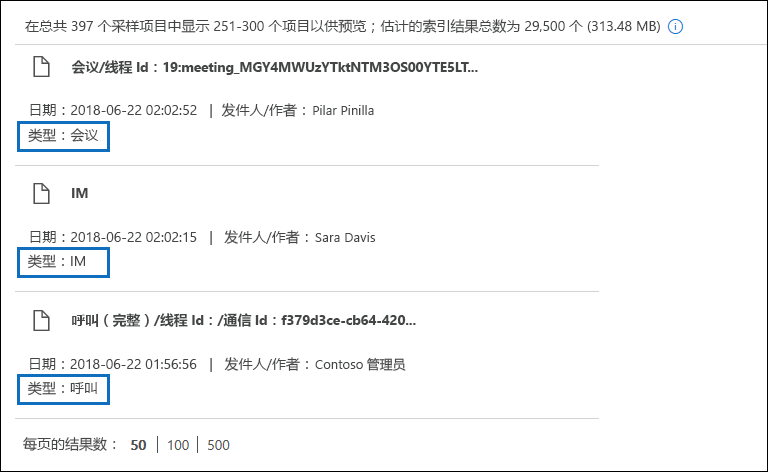 在总共 397 个采样项目中显示 251-300 个项目以供预览；估计的索引结果总数为 29,500 个 (313.48 MB)
会议/线程 Id：19:meeting_MGY4MWUzYTktNTM3OS00YTE5LT...
日期：2018-06-22 02:02:52 | 发件人/作者：Pilar Pinilla
类型：会议
IM
日期：2018-06-22 02:02:15 | 发件人/作者：Sara Davis
类型：IM
呼叫（完整）/线程 Id：/通信 Id：f379d3ce-cb64-420...
日期：2018-06-22 01:56:56 | 发件人/作者：Contoso 管理员
类型：呼叫
每页的结果数： 50 | 100 | 500